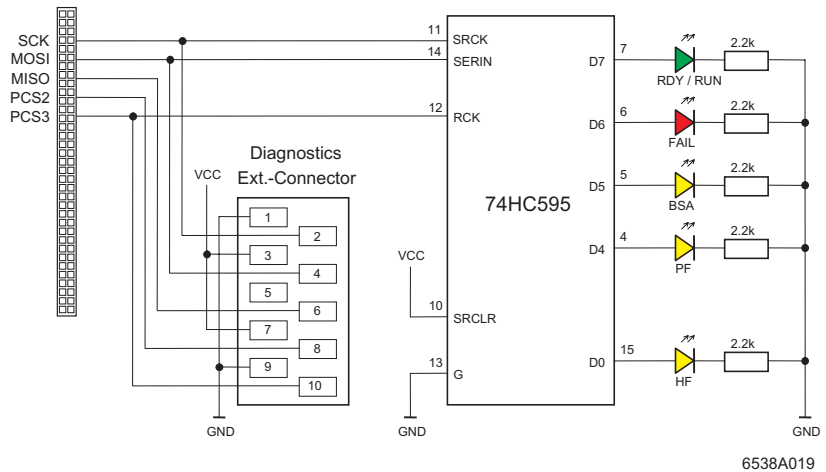 SCK
MOSI
MISO
PCS2
PCS3
Diagnostics
Ext.-Connector
VCC
1
2
3
4
5
6
7
8
9
10
GND
11
SRCK
14
SERIN
12
RCK
74HC595
VCC
10
SRCLR
13
G
GND
D7
7
RDY / RUN
2.2k
D6
6
FAIL
2.2k
D5
5
BSA
2.2k
D4
4
PF
2.2k
D0
15
HF
2.2k
GND
6538A019